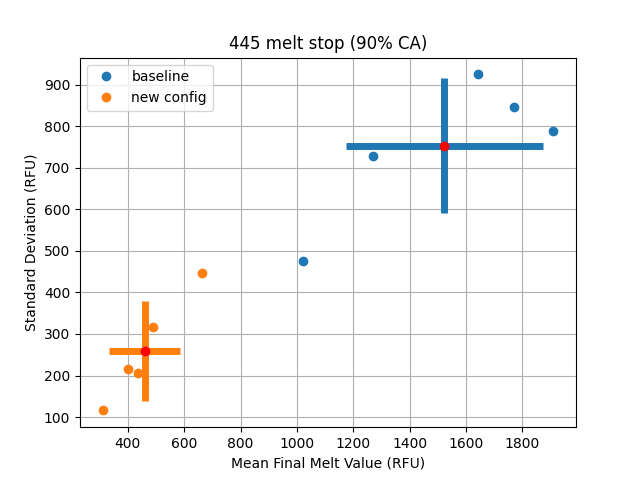 445 melt stop (90% CA)
baseline
new config
Standard Deviation (RFU)
900
800
700
600
500
400
300
200
100
400 600 800 1000 1200 1400 1600 1800
Mean Final Melt Value (RFU)